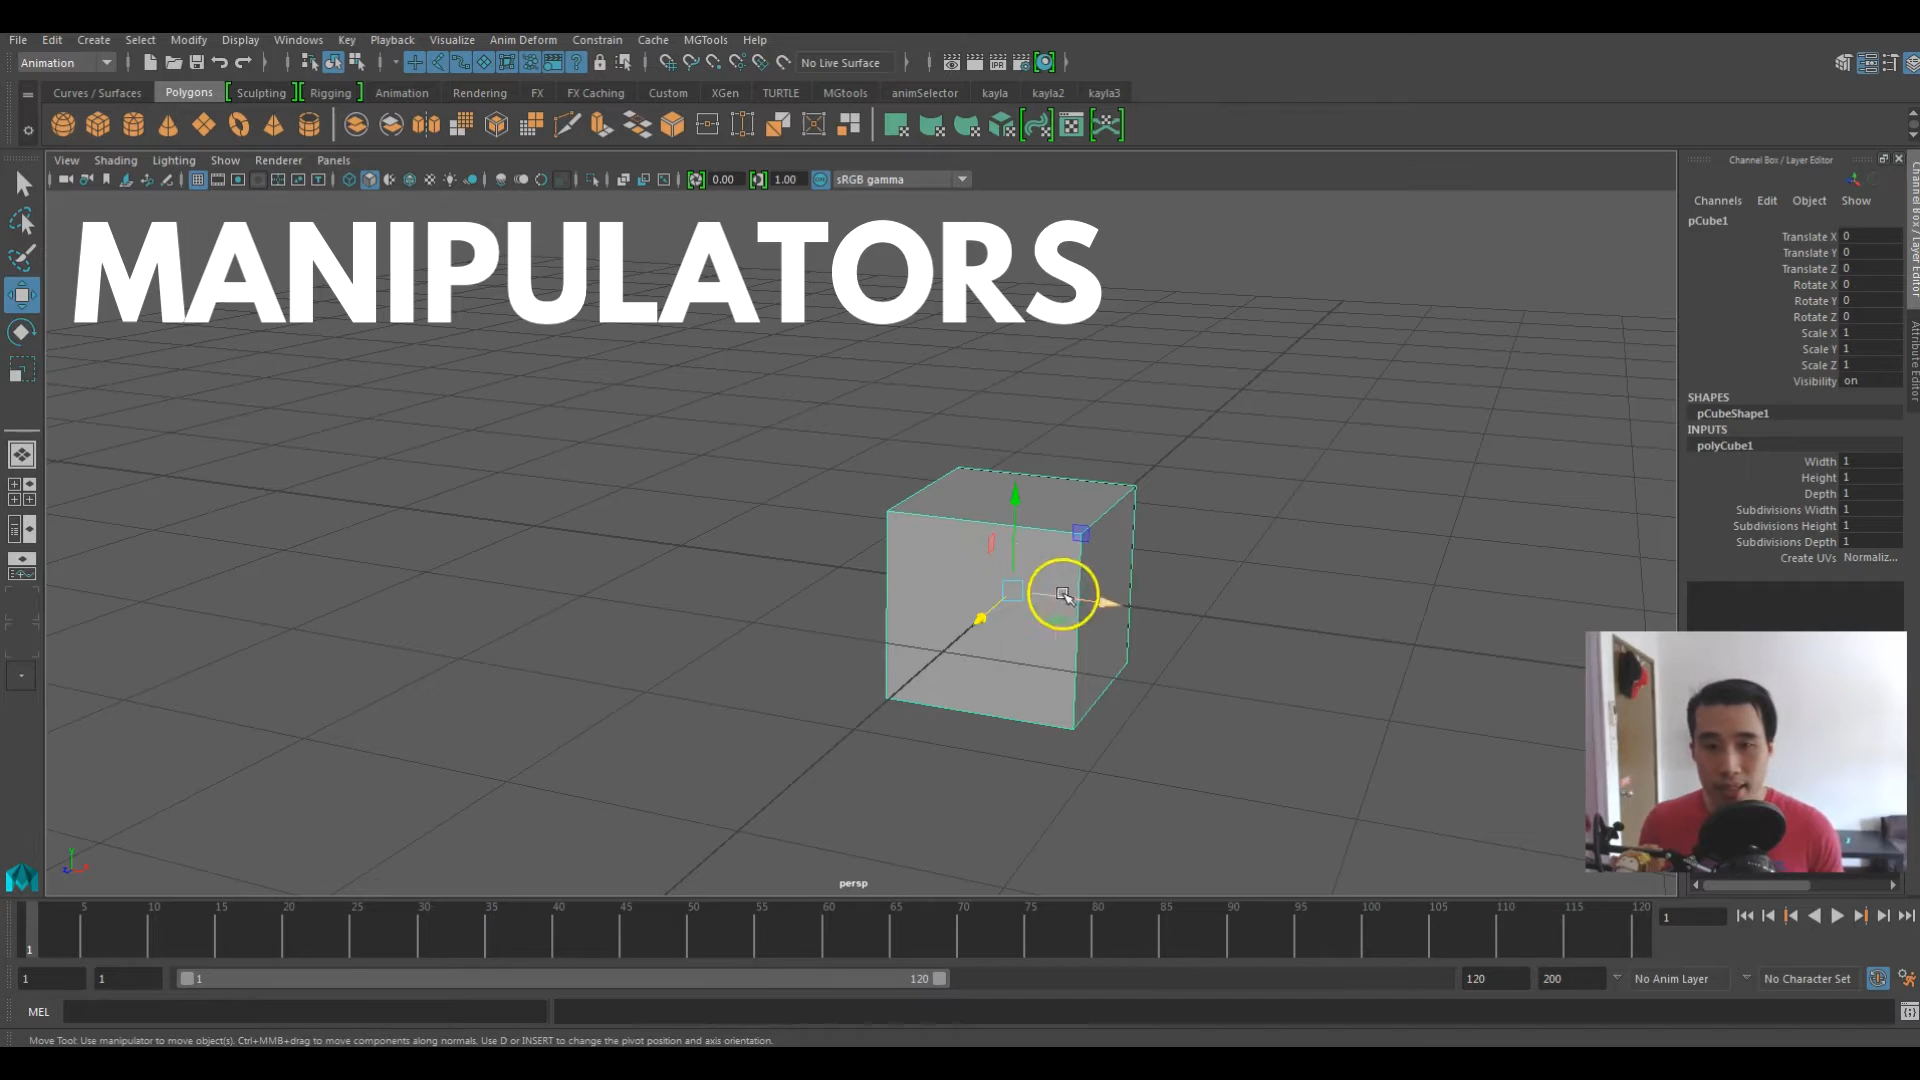 File Edit Create Select Modify Display Windows Key Playback Visualize Anim Deform Constrain Cache MGTools Help
Animation No Live Surface
Curves / Surfaces Polygons Sculpting Rigging Animation Rendering FX FX Caching Custom XGen TURTLE MGtools animSelector kayla kayla2 kayla3
View Shading Lighting Show Renderer Panels
0.00 1.00 sRGB gamma
MANIPULATORS
persp
Channel Box / Layer Editor
Channels Edit Object Show
pCube1
Translate X 0
Translate Y 0
Translate Z 0
Rotate X 0
Rotate Y 0
Rotate Z 0
Scale X 1
Scale Y 1
Scale Z 1
Visibility on
SHAPES
pCubeShape1
INPUTS
polyCube1
Width 1
Height 1
Depth 1
Subdivisions Width 1
Subdivisions Height 1
Subdivisions Depth 1
Create UVs Normaliz...
Channel Box / Layer Editor
Attribute Editor
5 10 15 20 25 30 35 40 45 50 55 60 65 70 75 80 85 90 95 100 105 110 115 120
1
1
1 1 1 120 120 200 No Anim Layer No Character Set
MEL
Move Tool: Use manipulator to move object(s). Ctrl+MMB+drag to move components along normals. Use D or INSERT to change the pivot position and axis orientation.